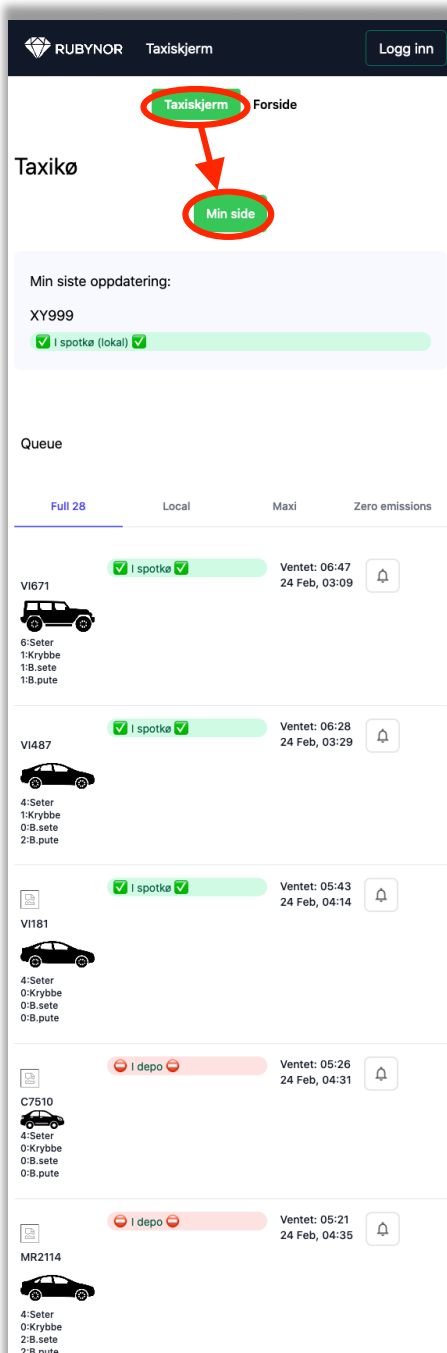 RUBYNOR Taxiskjerm Logg inn
Taxiskjerm Forside
Taxikø
Min side
Min siste oppdatering:
XY999
✅ I spotkø (lokal) ✅
Queue
Full 28 Local Maxi Zero emissions
✅ I spotkø ✅ Ventet: 06:47
24 Feb, 03:09
VI671
6:Seter
1:Krybbe
1:B.sete
1:B.pute
✅ I spotkø ✅ Ventet: 06:28
24 Feb, 03:29
VI487
4:Seter
1:Krybbe
0:B.sete
2:B.pute
✅ I spotkø ✅ Ventet: 05:43
24 Feb, 04:14
VI181
4:Seter
0:Krybbe
0:B.sete
0:B.pute
⛔ I depo ⛔ Ventet: 05:26
24 Feb, 04:31
C7510
4:Seter
0:Krybbe
0:B.sete
0:B.pute
⛔ I depo ⛔ Ventet: 05:21
24 Feb, 04:35
MR2114
4:Seter
0:Krybbe
2:B.sete
2:B.pute